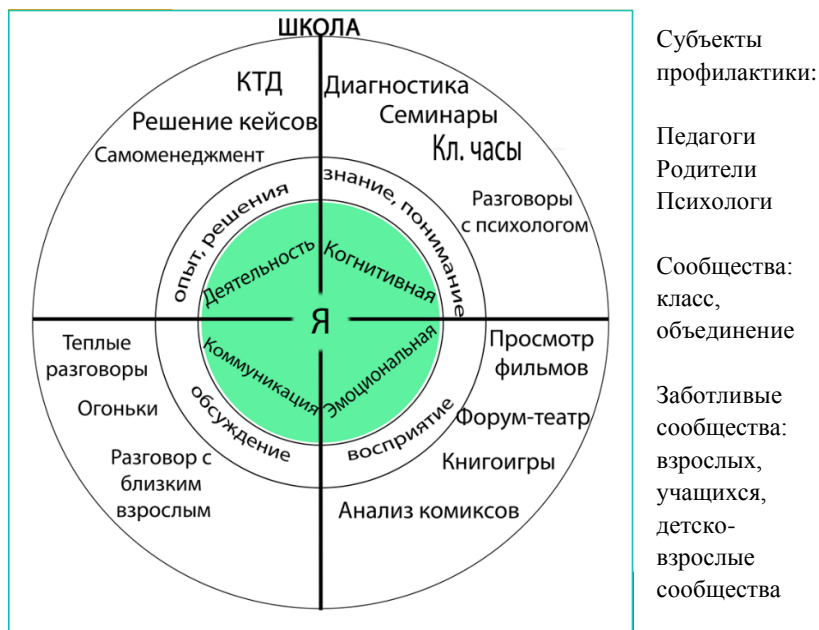 ШКОЛА
КТД
Решение кейсов
Самоменеджмент
Диагностика
Семинары
Кл. часы
Разговоры
с психологом
опыт, решения
знание, понимание
Деятельность
Когнитивная
Я
Коммуникация
Эмоциональная
обсуждение
восприятие
Теплые
разговоры
Огоньки
Разговор с
близким
взрослым
Просмотр
фильмов
Форум-театр
Книгоигры
Анализ комиксов
Субъекты
профилактики:
Педагоги
Родители
Психологи
Сообщества:
класс,
объединение
Заботливые
сообщества:
взрослых,
учащихся,
детско-
взрослые
сообщества